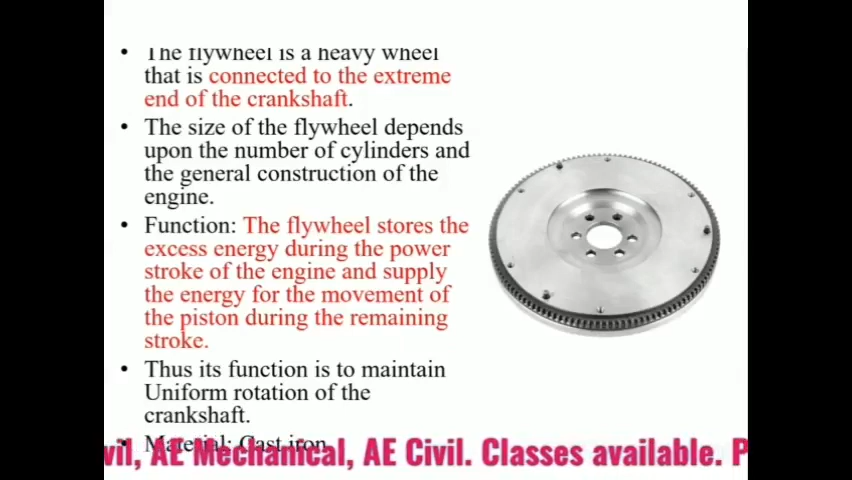 • The flywheel is a heavy wheel
that is connected to the extreme
end of the crankshaft.
• The size of the flywheel depends
upon the number of cylinders and
the general construction of the
engine.
• Function: The flywheel stores the
excess energy during the power
stroke of the engine and supply
the energy for the movement of
the piston during the remaining
stroke.
• Thus its function is to maintain
Uniform rotation of the
crankshaft.
• Material: Cast iron
vil, AE Mechanical, AE Civil. Classes available. P